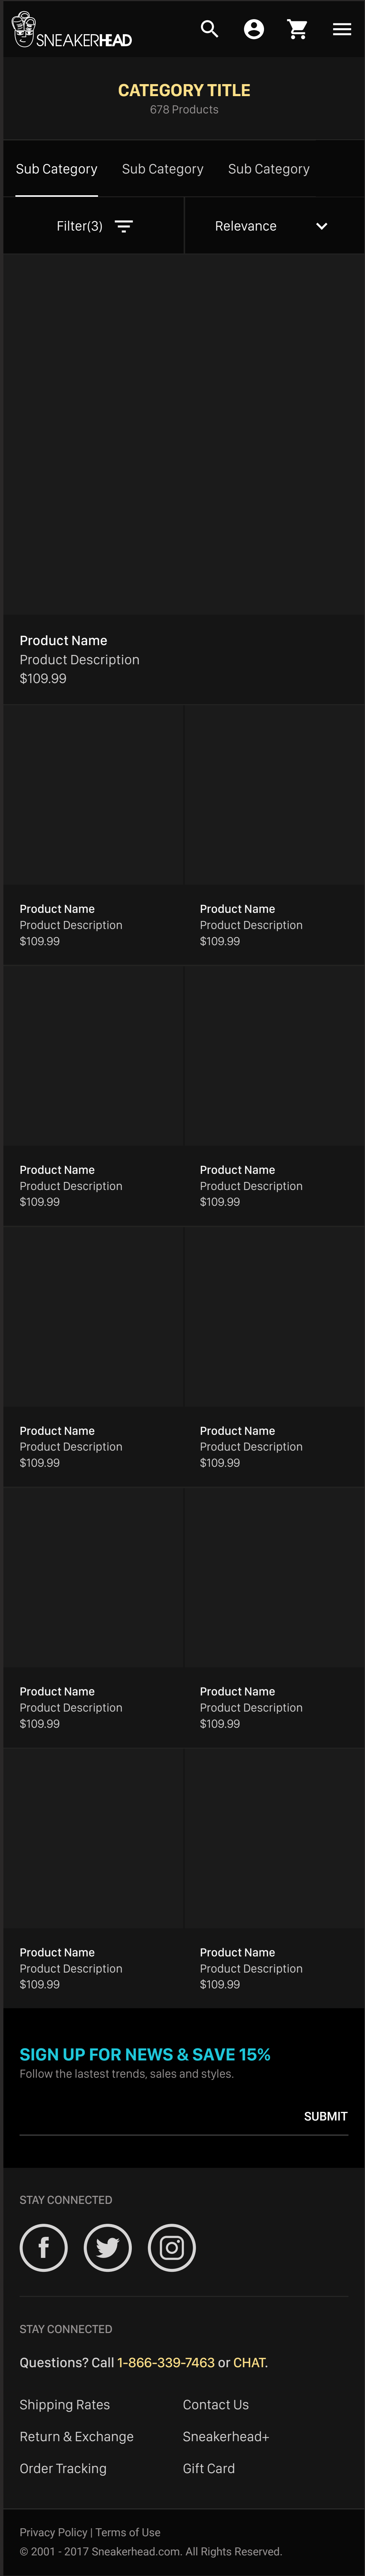 SNEAKERHEAD
CATEGORY TITLE
678 Products
Sub Category Sub Category Sub Category
Filter(3) Relevance
Product Name
Product Description
$109.99
Product Name Product Name
Product Description Product Description
$109.99 $109.99
Product Name Product Name
Product Description Product Description
$109.99 $109.99
Product Name Product Name
Product Description Product Description
$109.99 $109.99
Product Name Product Name
Product Description Product Description
$109.99 $109.99
Product Name Product Name
Product Description Product Description
$109.99 $109.99
SIGN UP FOR NEWS & SAVE 15%
Follow the lastest trends, sales and styles.
SUBMIT
STAY CONNECTED
STAY CONNECTED
Questions? Call 1-866-339-7463 or CHAT.
Shipping Rates Contact Us
Return & Exchange Sneakerhead+
Order Tracking Gift Card
Privacy Policy | Terms of Use
© 2001 - 2017 Sneakerhead.com. All Rights Reserved.